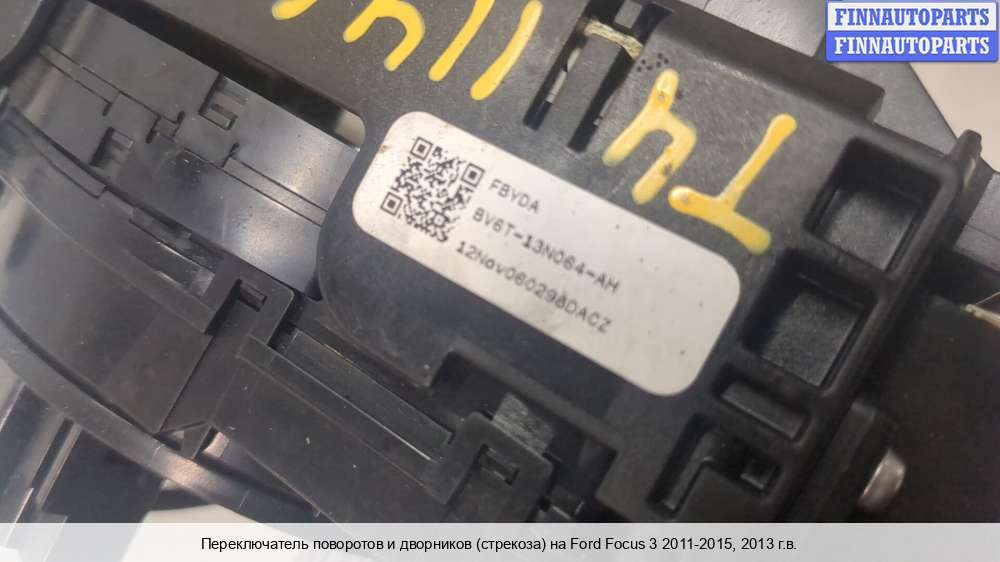 FINNAUTOPARTS
FINNAUTOPARTS
FBYDA
BV6T-13N064-AH
12Nov060298DACZ
Переключатель поворотов и дворников (стрекоза) на Ford Focus 3 2011-2015, 2013 г.в.